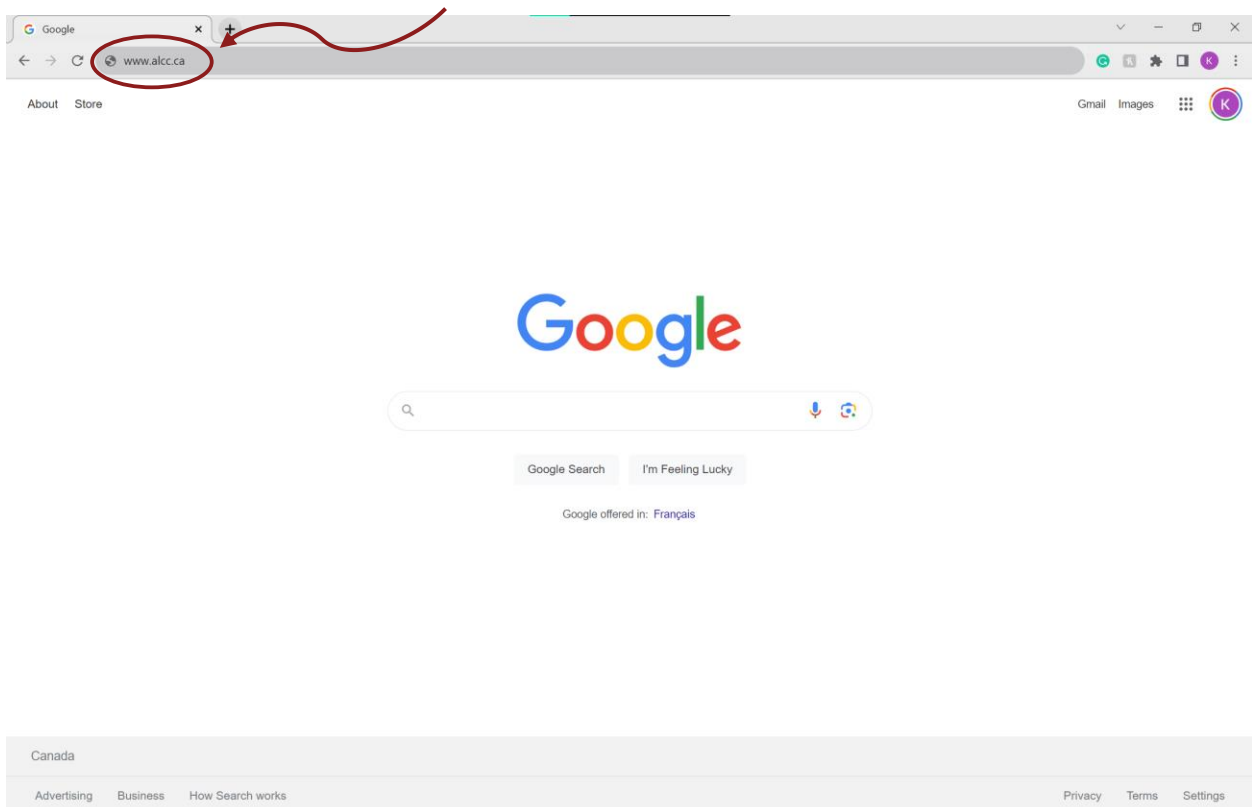 Google
www.alcc.ca
K
About Store
Gmail Images
K
Google
Google Search I'm Feeling Lucky
Google offered in: Français
Canada
Advertising Business How Search works
Privacy Terms Settings